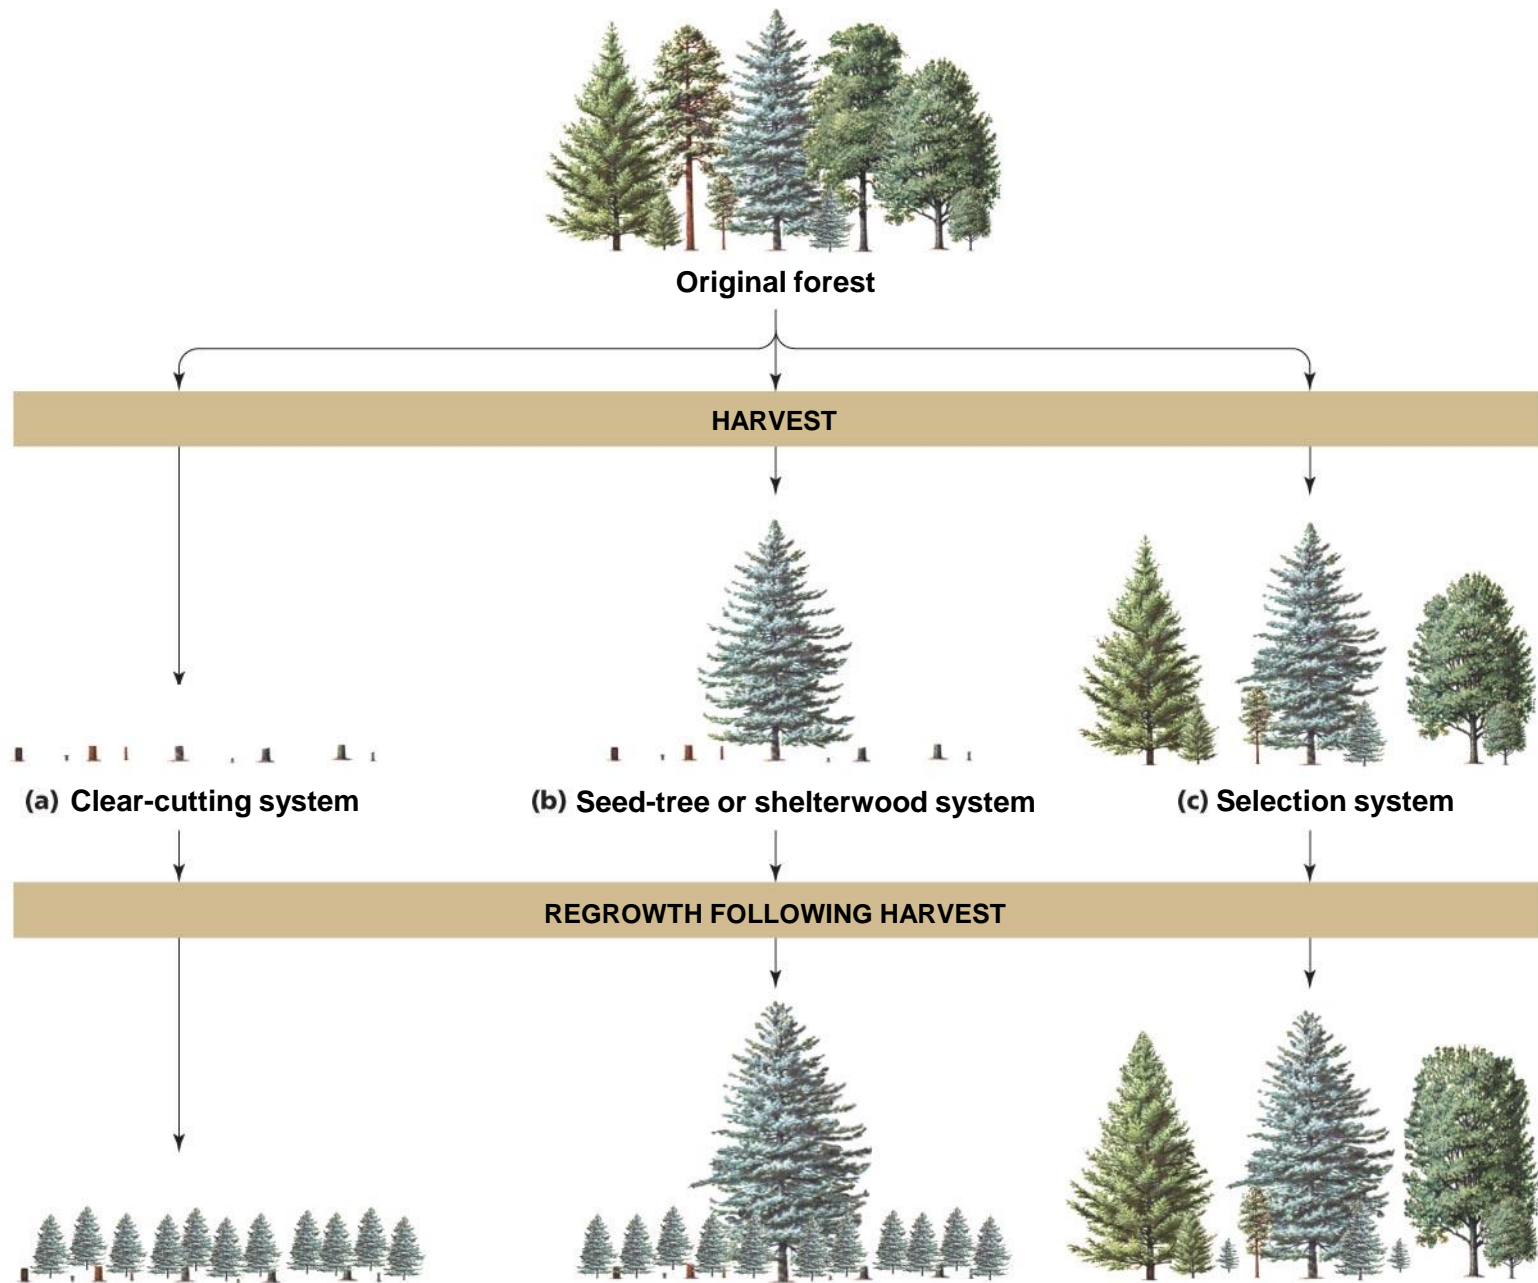 Original forest
HARVEST
(a) Clear-cutting system
(b) Seed-tree or shelterwood system
(c) Selection system
REGROWTH FOLLOWING HARVEST